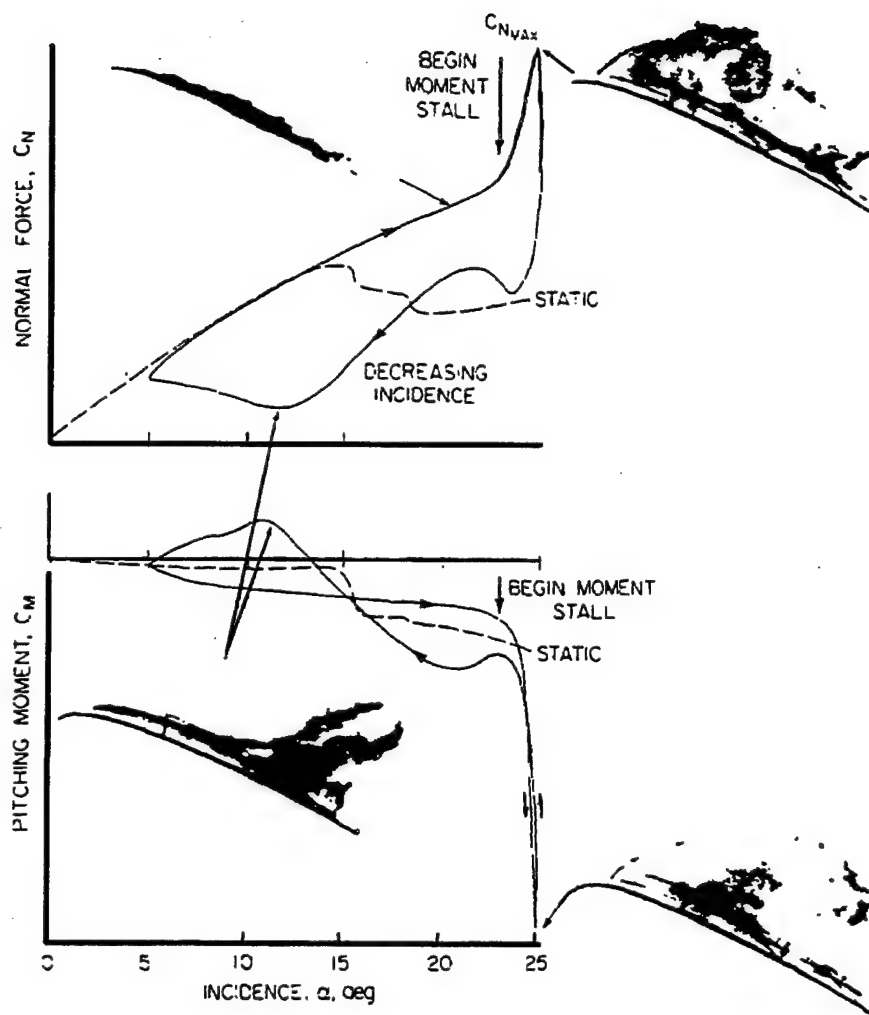 C_NMAX
BEGIN
MOMENT
STALL
NORMAL FORCE, C_N
STATIC
DECREASING
INCIDENCE
BEGIN MOMENT
STALL
STATIC
PITCHING MOMENT, C_M
0 5 10 15 20 25
INCIDENCE, α, deg